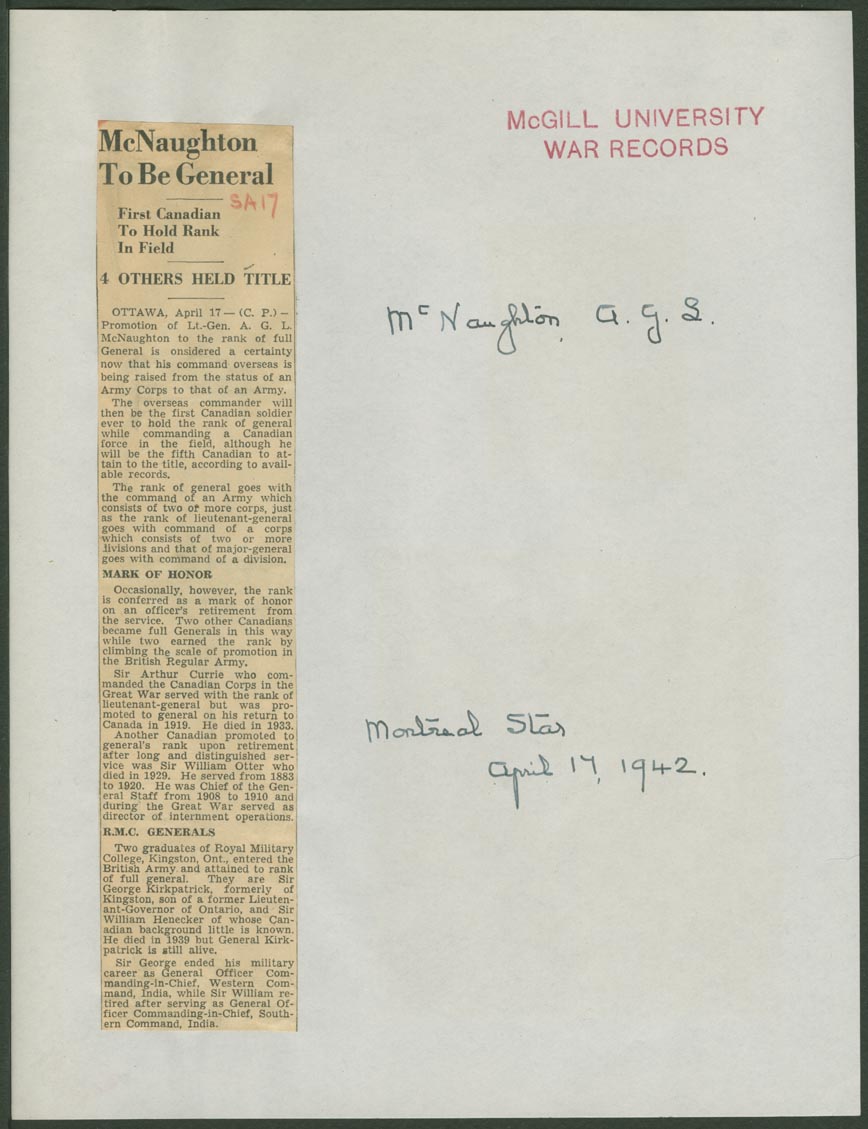 McGILL UNIVERSITY
WAR RECORDS
McNaughton
To Be General
SA17
First Canadian
To Hold Rank
In Field
4 OTHERS HELD TITLE
OTTAWA, April 17 — (C. P.) —
Promotion of Lt.-Gen. A. G. L.
McNaughton to the rank of full
General is onsidered a certainty
now that his command overseas is
being raised from the status of an
Army Corps to that of an Army.
The overseas commander will
then be the first Canadian soldier
ever to hold the rank of general
while commanding a Canadian
force in the field, although he
will be the fifth Canadian to at-
tain to the title, according to avail-
able records.
The rank of general goes with
the command of an Army which
consists of two or more corps, just
as the rank of lieutenant-general
goes with command of a corps
which consists of two or more
divisions and that of major-general
goes with command of a division.
MARK OF HONOR
Occasionally, however, the rank
is conferred as a mark of honor
on an officer's retirement from
the service. Two other Canadians
became full Generals in this way
while two earned the rank by
climbing the scale of promotion in
the British Regular Army.
Sir Arthur Currie who com-
manded the Canadian Corps in the
Great War served with the rank of
lieutenant-general but was pro-
moted to general on his return to
Canada in 1919. He died in 1933.
Another Canadian promoted to
general's rank upon retirement
after long and distinguished ser-
vice was Sir William Otter who
died in 1929. He served from 1883
to 1920. He was Chief of the Gen-
eral Staff from 1908 to 1910 and
during the Great War served as
director of internment operations.
R.M.C. GENERALS
Two graduates of Royal Military
College, Kingston, Ont., entered the
British Army and attained to rank
of full general. They are Sir
George Kirkpatrick, formerly of
Kingston, son of a former Lieuten-
ant-Governor of Ontario, and Sir
William Henecker of whose Can-
adian background little is known.
He died in 1939 but General Kirk-
patrick is still alive.
Sir George ended his military
career as General Officer Com-
manding-in-Chief, Western Com-
mand, India, while Sir William re-
tired after serving as General Of-
ficer Commanding-in-Chief, South-
ern Command, India.
McNaughton, A. G. L.
Montreal Star
April 17, 1942.